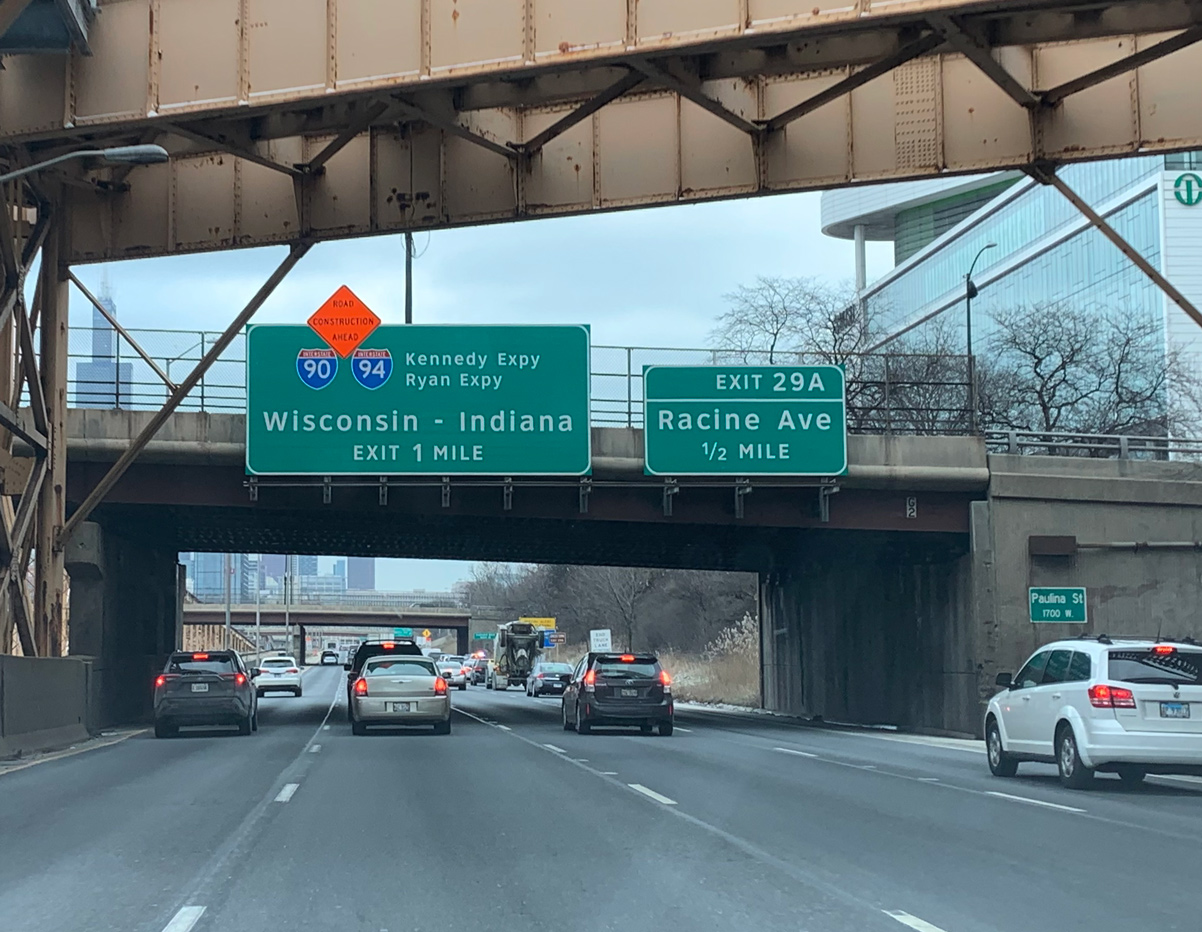 ROAD
CONSTRUCTION
AHEAD
INTERSTATE
90
INTERSTATE
94
Kennedy Expy
Ryan Expy
Wisconsin - Indiana
EXIT 1 MILE
EXIT 29A
Racine Ave
1/2 MILE
Paulina St
1700 W.